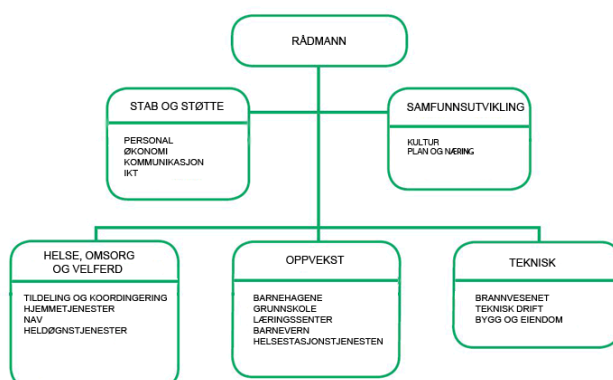 RÅDMANN
STAB OG STØTTE
PERSONAL
ØKONOMI
KOMMUNIKASJON
IKT
SAMFUNNSUTVIKLING
KULTUR
PLAN OG NÆRING
HELSE, OMSORG
OG VELFERD
TILDELING OG KOORDINGERING
HJEMMETJENESTER
NAV
HELDØGNSTJENESTER
OPPVEKST
BARNEHAGENE
GRUNNSKOLE
LÆRINGSSENTER
BARNEVERN
HELSESTASJONSTJENESTEN
TEKNISK
BRANNVESENET
TEKNISK DRIFT
BYGG OG EIENDOM